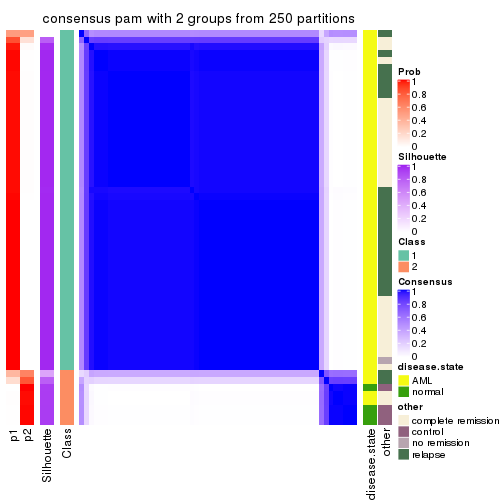 consensus pam with 2 groups from 250 partitions
Prob
1
0.8
0.6
0.4
0.2
0
Silhouette
1
0.8
0.6
0.4
0.2
0
Class
1
2
Consensus
1
0.8
0.6
0.4
0.2
0
disease.state
AML
normal
other
complete remission
control
no remission
relapse
p1
p2
Silhouette
Class
disease.state
other